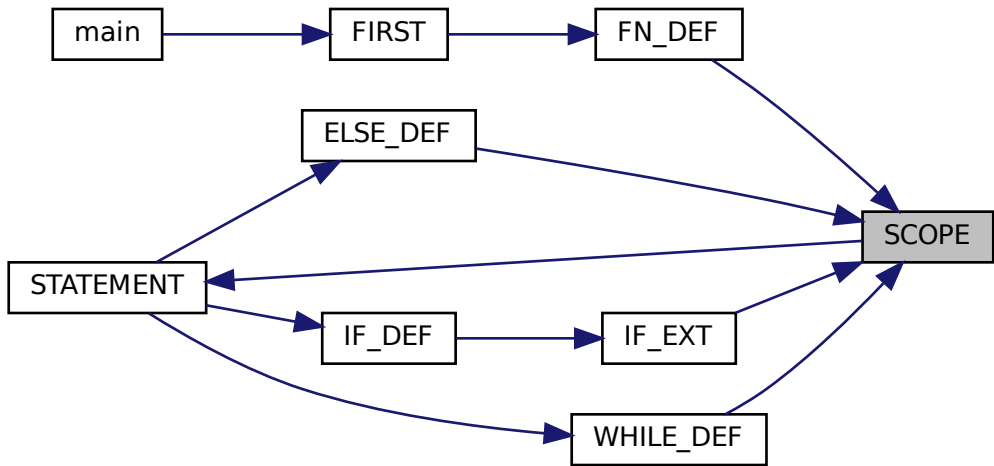 main
FIRST
FN_DEF
ELSE_DEF
SCOPE
STATEMENT
IF_DEF
IF_EXT
WHILE_DEF